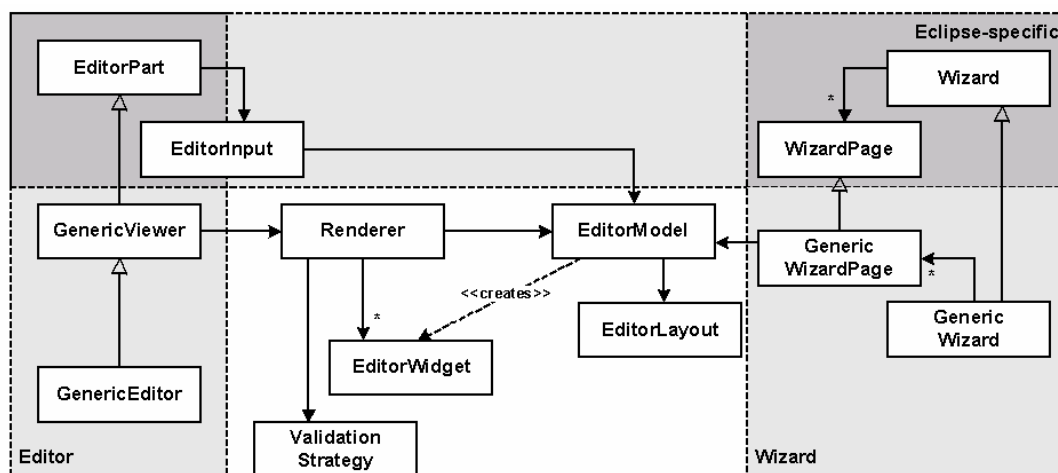 Eclipse-specific
EditorPart
Wizard
*
EditorInput
WizardPage
GenericViewer
Renderer
EditorModel
Generic
WizardPage
*
<<creates>>
*
EditorLayout
Generic
Wizard
EditorWidget
GenericEditor
Validation
Strategy
Editor
Wizard